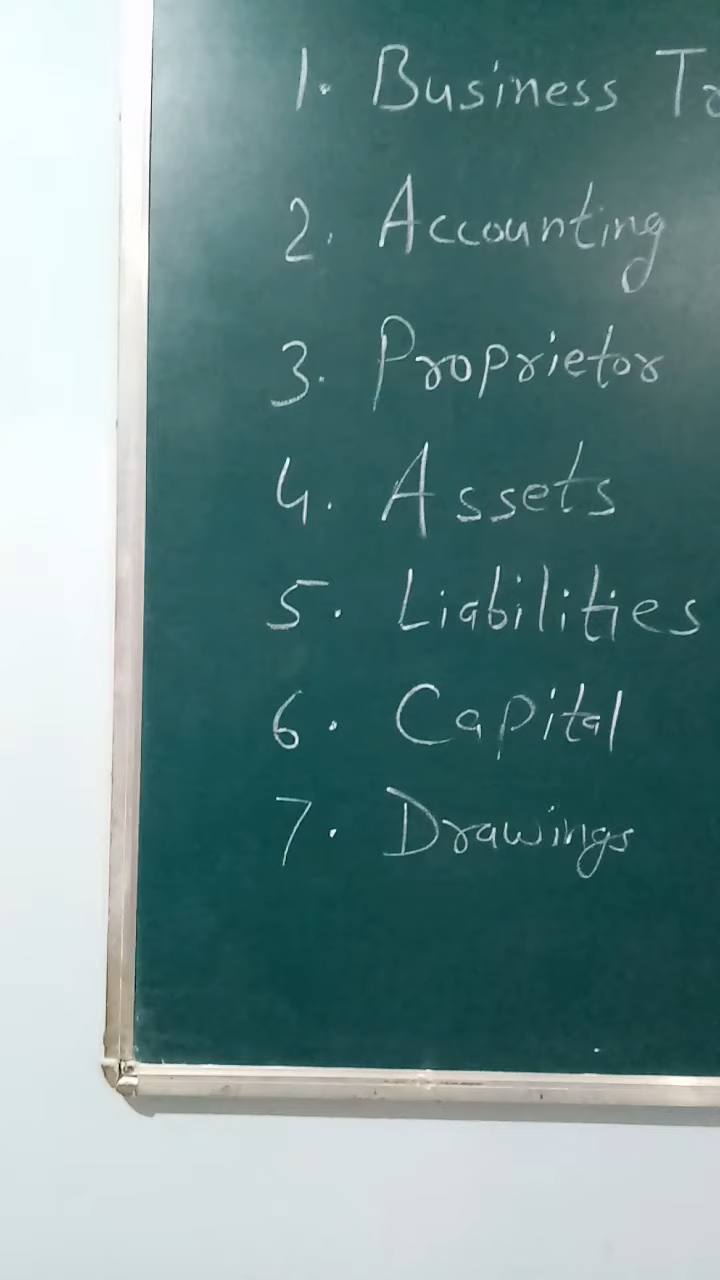 1. Business
2. Accounting
3. Proprietor
4. Assets
5. Liabilities
6. Capital
7. Drawings